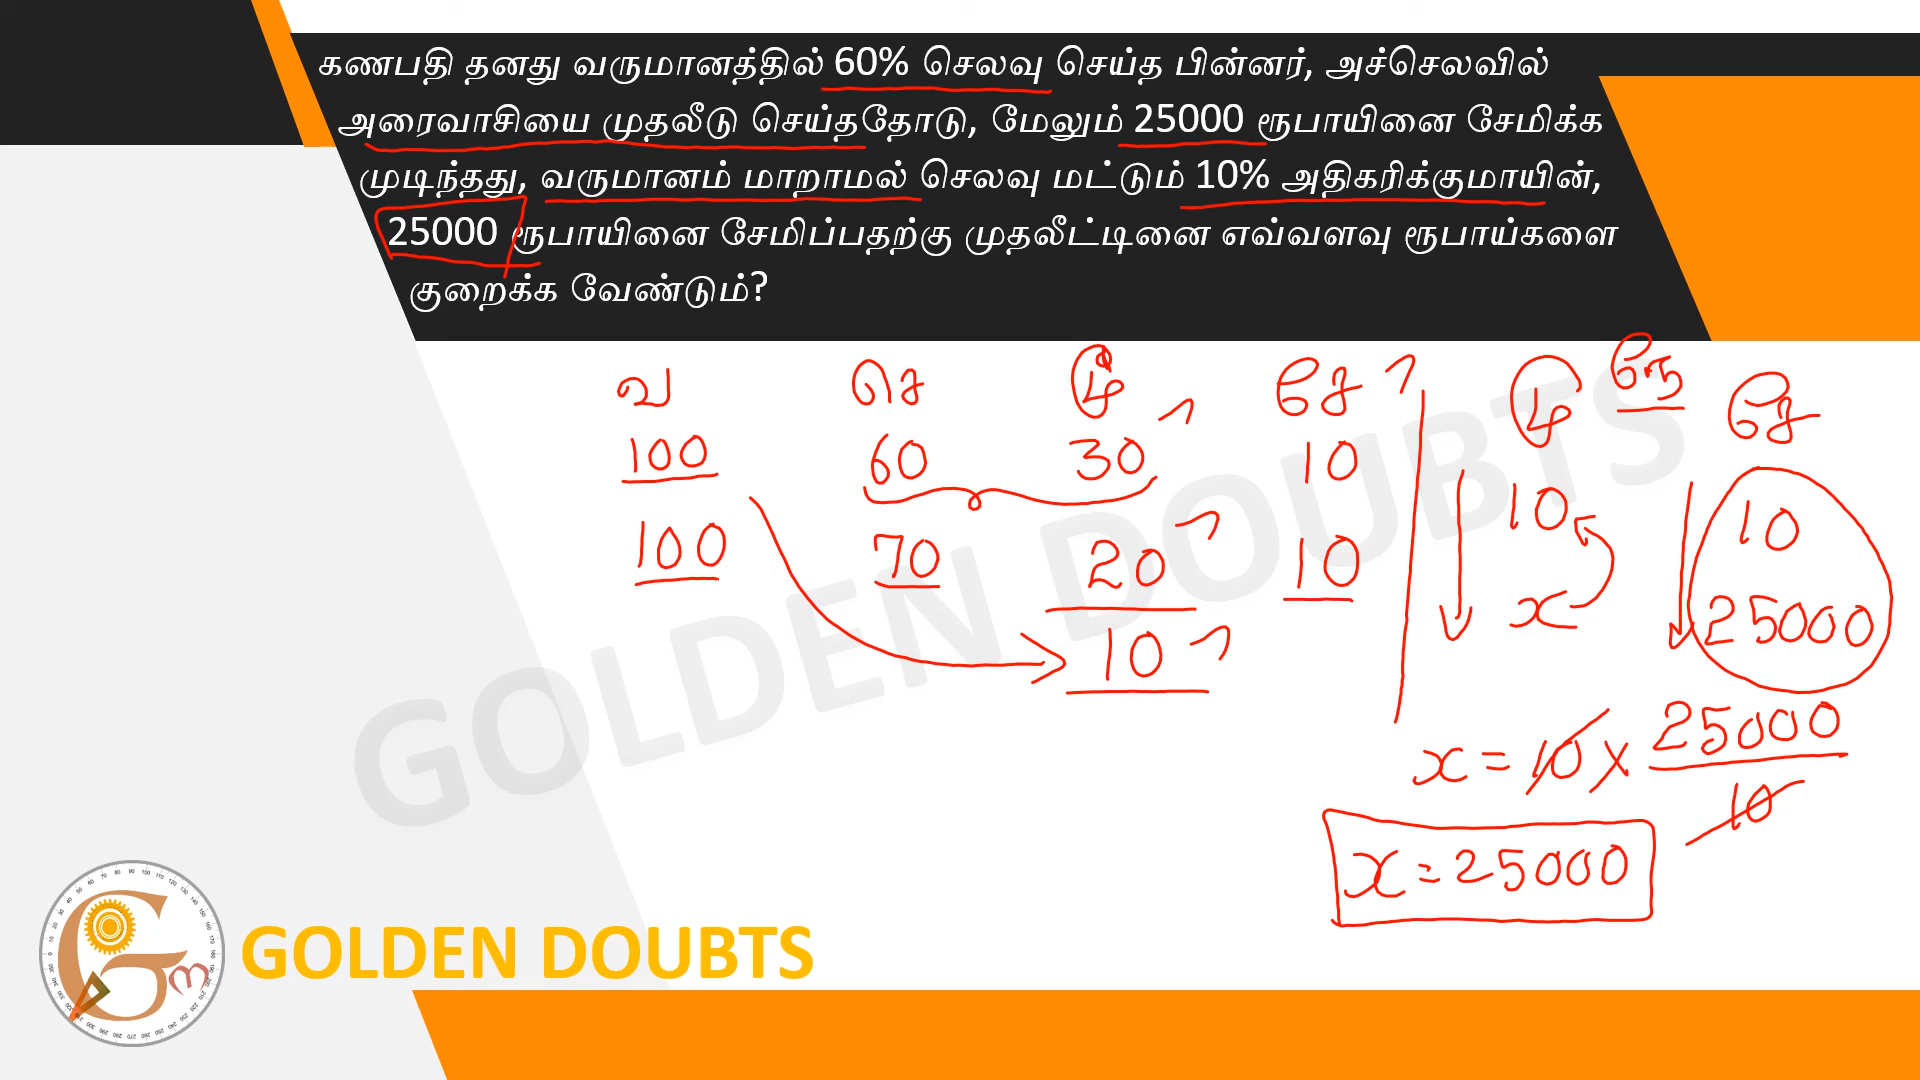 கணபதி தனது வருமானத்தில் 60% செலவு செய்த பின்னர், அச்செலவில்
அரைவாசியை முதலீடு செய்ததோடு, மேலும் 25000 ரூபாயினை சேமிக்க
முடிந்தது, வருமானம் மாறாமல் செலவு மட்டும் 10% அதிகரிக்குமாயின்,
25000 ரூபாயினை சேமிப்பதற்கு முதலீட்டினை எவ்வளவு ரூபாய்களை
குறைக்க வேண்டும்?
வ செ மு சே
100 60 30 10
100 70 20 10
10
மு நே சே
10 10
x 25000
x = 10 × 25000
10
x = 25000
GOLDEN DOUBTS
GOLDEN DOUBTS